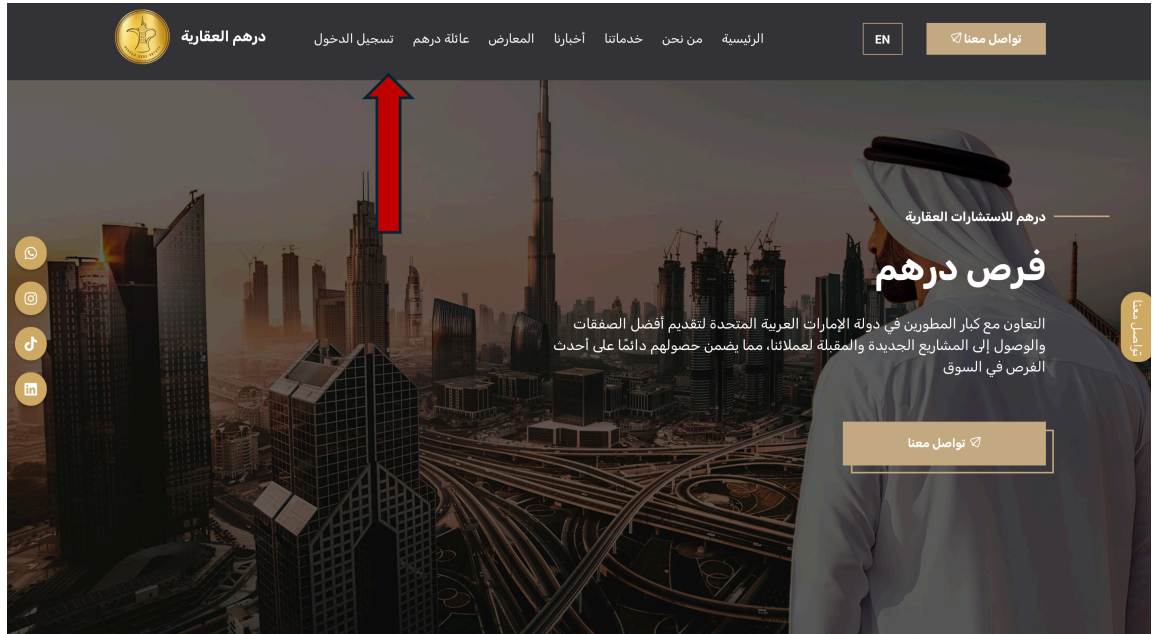 درهم العقارية
تسجيل الدخول
عائلة درهم
المعارض
أخبارنا
خدماتنا
من نحن
الرئيسية
EN
تواصل معنا
درهم للاستشارات العقارية
فرص درهم
التعاون مع كبار المطورين في دولة الإمارات العربية المتحدة لتقديم أفضل الصفقات
والوصول إلى المشاريع الجديدة والمقبلة لعملائنا، مما يضمن حصولهم دائمًا على أحدث
الفرص في السوق
تواصل معنا
تواصل معنا